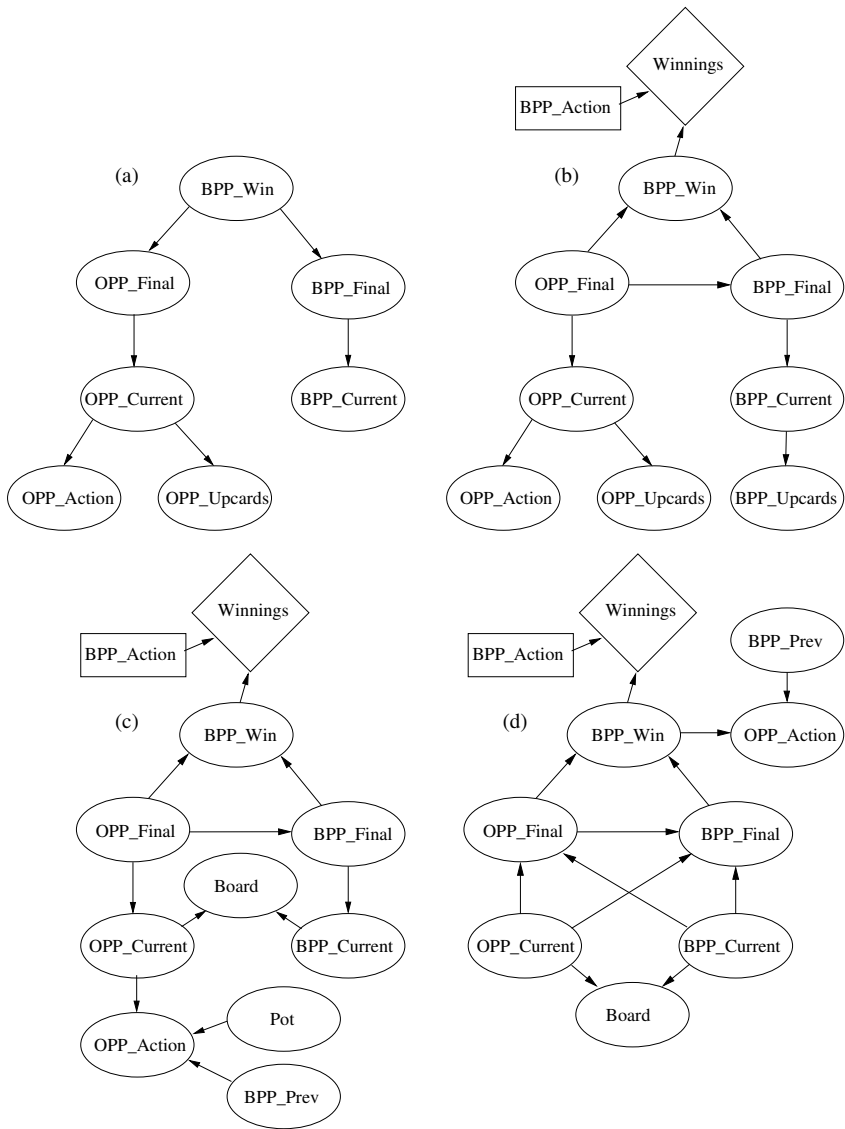 Winnings
BPP_Action
(a)
BPP_Win
OPP_Final
BPP_Final
OPP_Current
BPP_Current
OPP_Action
OPP_Upcards
(b)
BPP_Win
OPP_Final
BPP_Final
OPP_Current
BPP_Current
OPP_Action
OPP_Upcards
BPP_Upcards
Winnings
BPP_Action
(c)
BPP_Win
OPP_Final
BPP_Final
Board
OPP_Current
BPP_Current
Pot
OPP_Action
BPP_Prev
Winnings
BPP_Action
BPP_Prev
(d)
BPP_Win
OPP_Action
OPP_Final
BPP_Final
OPP_Current
BPP_Current
Board